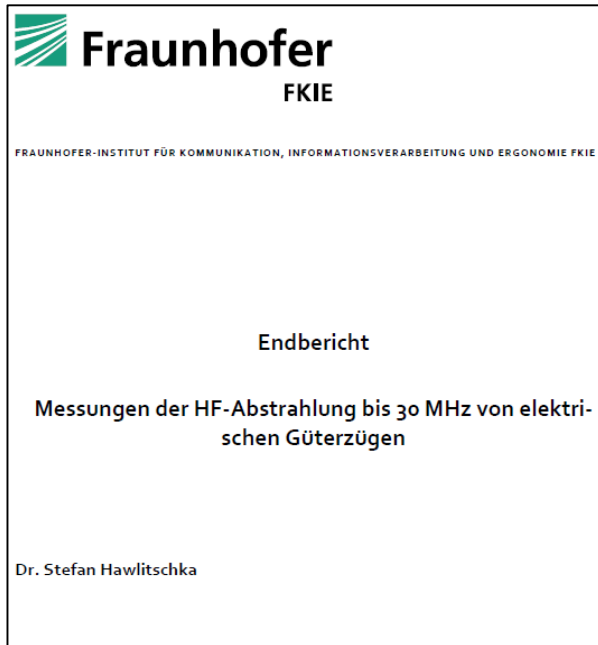 Fraunhofer
FKIE
FRAUNHOFER-INSTITUT FÜR KOMMUNIKATION, INFORMATIONSVERARBEITUNG UND ERGONOMIE FKIE
Endbericht
Messungen der HF-Abstrahlung bis 30 MHz von elektri-
schen Güterzügen
Dr. Stefan Hawlitschka